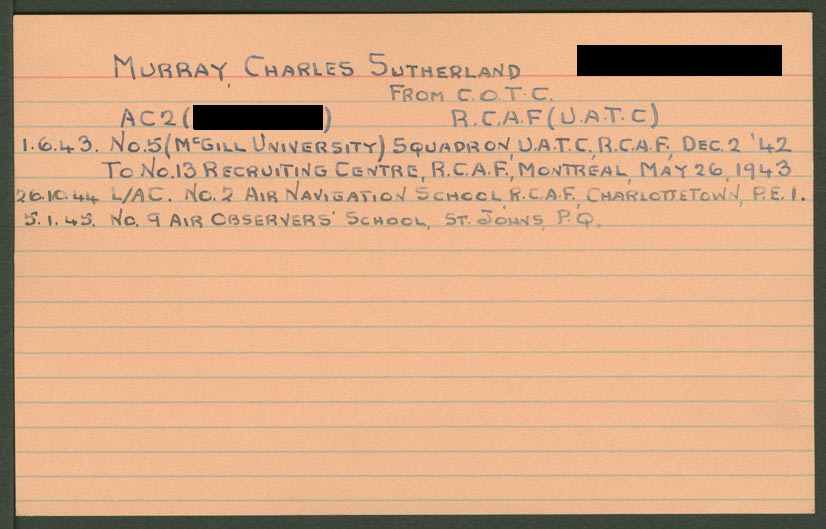 MURRAY, CHARLES SUTHERLAND
FROM C.O.T.C.
AC2 ( ) R.C.A.F (U.A.T.C)
1.6.43. No.5 (McGILL UNIVERSITY) SQUADRON, U.A.T.C, R.C.A.F., DEC. 2 '42
TO No.13 RECRUITING CENTRE, R.C.A.F., MONTREAL, MAY 26, 1943
26.10.44 L/AC. No. 2 AIR NAVIGATION SCHOOL, R.C.A.F., CHARLOTTETOWN, P.E.I.
5.1.45. No. 9 AIR OBSERVERS' SCHOOL, ST. JOHNS, P.Q.